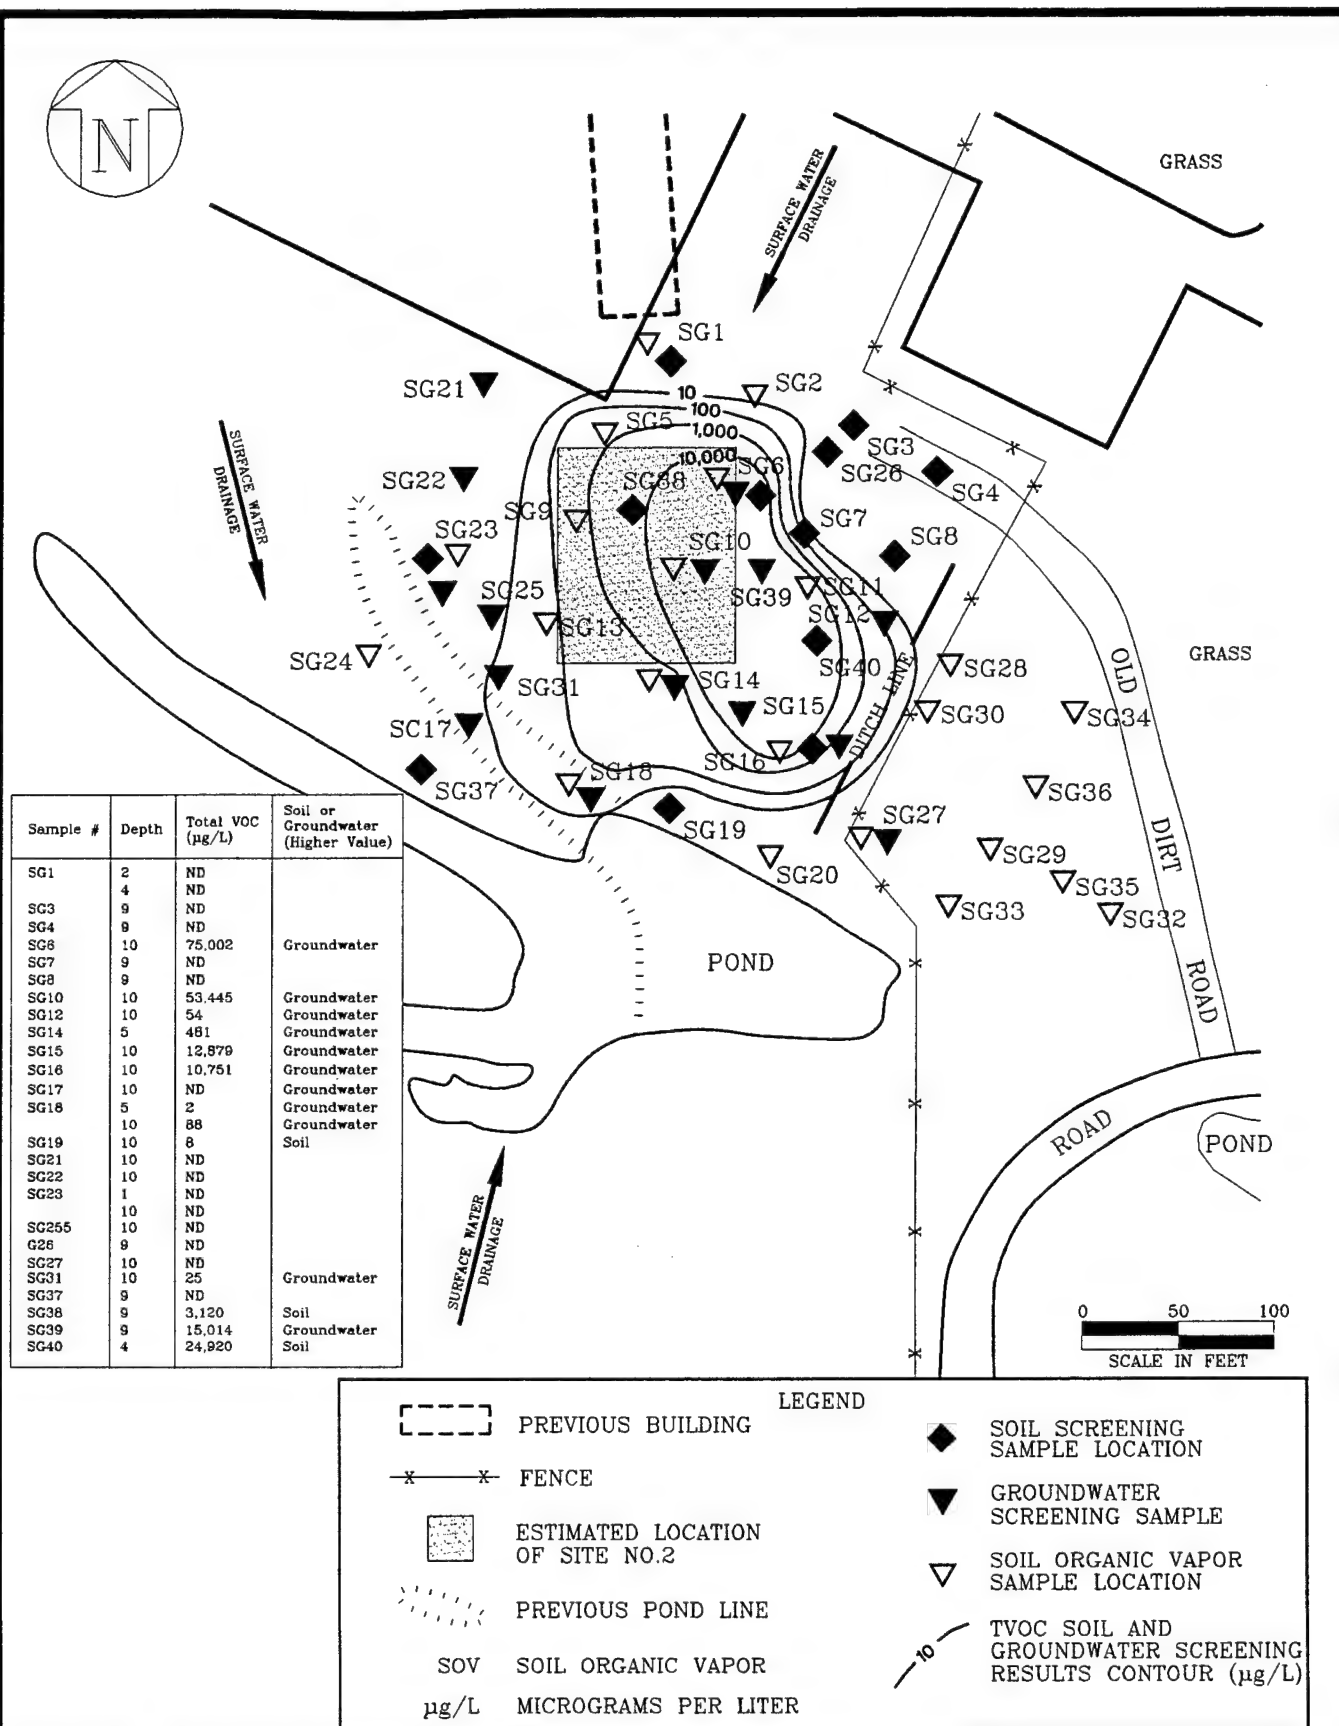 N
GRASS
SURFACE WATER
DRAINAGE
SG1
SG21
SG2
10
100
SG5
1,000
SG3
10,000
SG6
SG26
SG4
SURFACE WATER
DRAINAGE
SG22
SG88
SG9
SG7
SG23
SG8
SG10
SG11
SG39
SG25
SG12
SG13
SG24
SG40
SG28
OLD
GRASS
SG31
SG14
DITCH LINE
SG15
SG30
SG34
SC17
SG16
SG18
SG36
SG37
SG19
SG27
DIRT
SG29
SG20
SG35
SG33
SG32
POND
ROAD
ROAD
POND
SURFACE WATER
DRAINAGE
Sample # Depth Total VOC (µg/L) Soil or Groundwater (Higher Value)
SG1 2 ND
4 ND
SG3 9 ND
SG4 9 ND
SG6 10 75,002 Groundwater
SG7 9 ND
SG8 9 ND
SG10 10 53,445 Groundwater
SG12 10 54 Groundwater
SG14 5 481 Groundwater
SG15 10 12,879 Groundwater
SG16 10 10,751 Groundwater
SG17 10 ND Groundwater
SG18 5 2 Groundwater
10 88 Groundwater
SG19 10 8 Soil
SG21 10 ND
SG22 10 ND
SG23 1 ND
10 ND
SG255 10 ND
G26 9 ND
SG27 10 ND
SG31 10 25 Groundwater
SG37 9 ND
SG38 9 3,120 Soil
SG39 9 15,014 Groundwater
SG40 4 24,920 Soil
0 50 100
SCALE IN FEET
LEGEND
PREVIOUS BUILDING
FENCE
ESTIMATED LOCATION
OF SITE NO.2
PREVIOUS POND LINE
SOV SOIL ORGANIC VAPOR
µg/L MICROGRAMS PER LITER
SOIL SCREENING
SAMPLE LOCATION
GROUNDWATER
SCREENING SAMPLE
SOIL ORGANIC VAPOR
SAMPLE LOCATION
10
TVOC SOIL AND
GROUNDWATER SCREENING
RESULTS CONTOUR (µg/L)